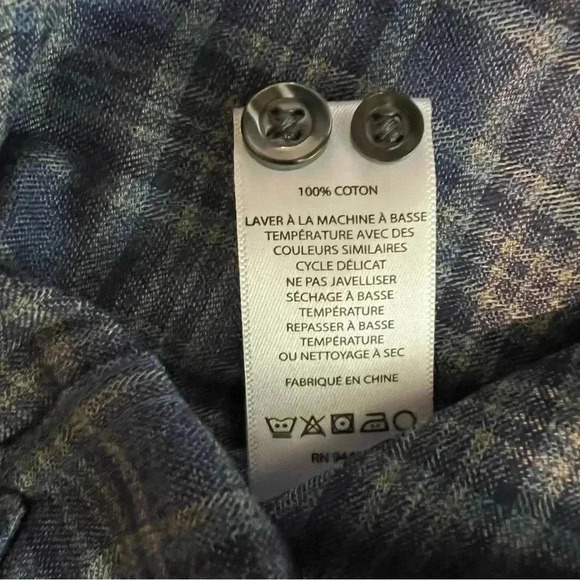 100% COTON
LAVER À LA MACHINE À BASSE
TEMPÉRATURE AVEC DES
COULEURS SIMILAIRES
CYCLE DÉLICAT
NE PAS JAVELLISER
SÉCHAGE À BASSE
TEMPÉRATURE
REPASSER À BASSE
TEMPÉRATURE
OU NETTOYAGE À SEC
FABRIQUÉ EN CHINE
RN